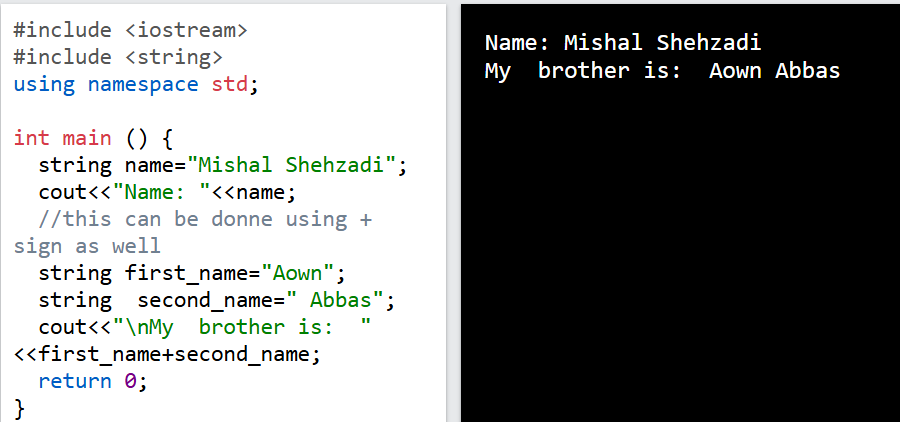 #include <iostream>
#include <string>
using namespace std;

int main () {
  string name="Mishal Shehzadi";
  cout<<"Name: "<<name;
  //this can be donne using +
sign as well
  string first_name="Aown";
  string  second_name=" Abbas";
  cout<<"\nMy  brother is:  "
<<first_name+second_name;
  return 0;
}
Name: Mishal Shehzadi
My  brother is:  Aown Abbas